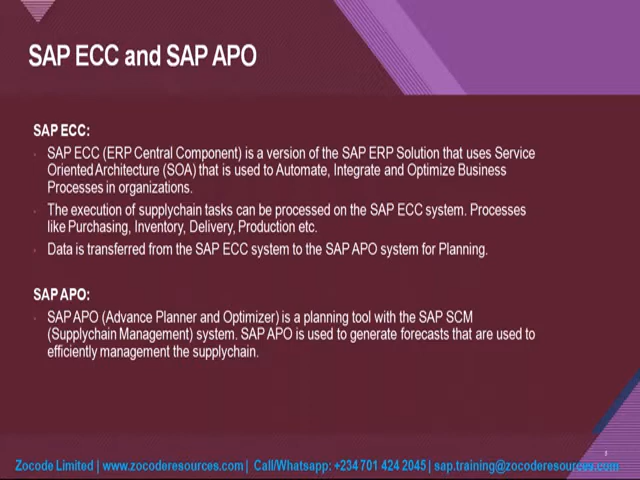 SAP ECC and SAP APO
SAP ECC:
SAP ECC (ERP Central Component) is a version of the SAP ERP Solution that uses Service
Oriented Architecture (SOA) that is used to Automate, Integrate and Optimize Business
Processes in organizations.
The execution of supplychain tasks can be processed on the SAP ECC system. Processes
like Purchasing, Inventory, Delivery, Production etc.
Data is transferred from the SAP ECC system to the SAP APO system for Planning.
SAP APO:
SAP APO (Advance Planner and Optimizer) is a planning tool with the SAP SCM
(Supplychain Management) system. SAP APO is used to generate forecasts that are used to
efficiently management the supplychain.
Zocode Limited | www.zocoderesources.com | Call/Whatsapp: +234 701 424 2045 | sap.training@zocoderesources.com